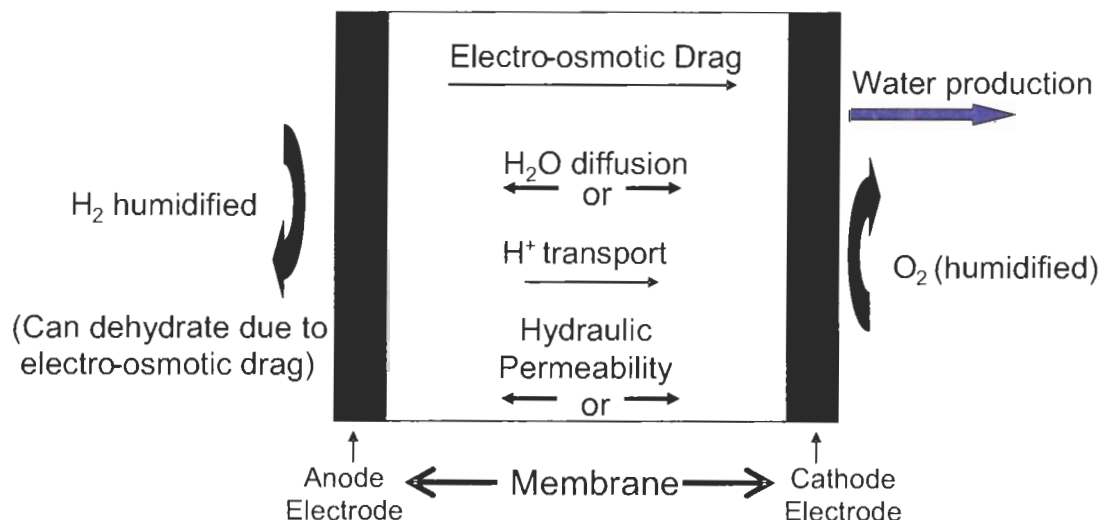 Electro-osmotic Drag
Water production
H₂O diffusion
or
H₂ humidified
H⁺ transport
O₂ (humidified)
(Can dehydrate due to
electro-osmotic drag)
Hydraulic
Permeability
or
Anode
Electrode
Membrane
Cathode
Electrode